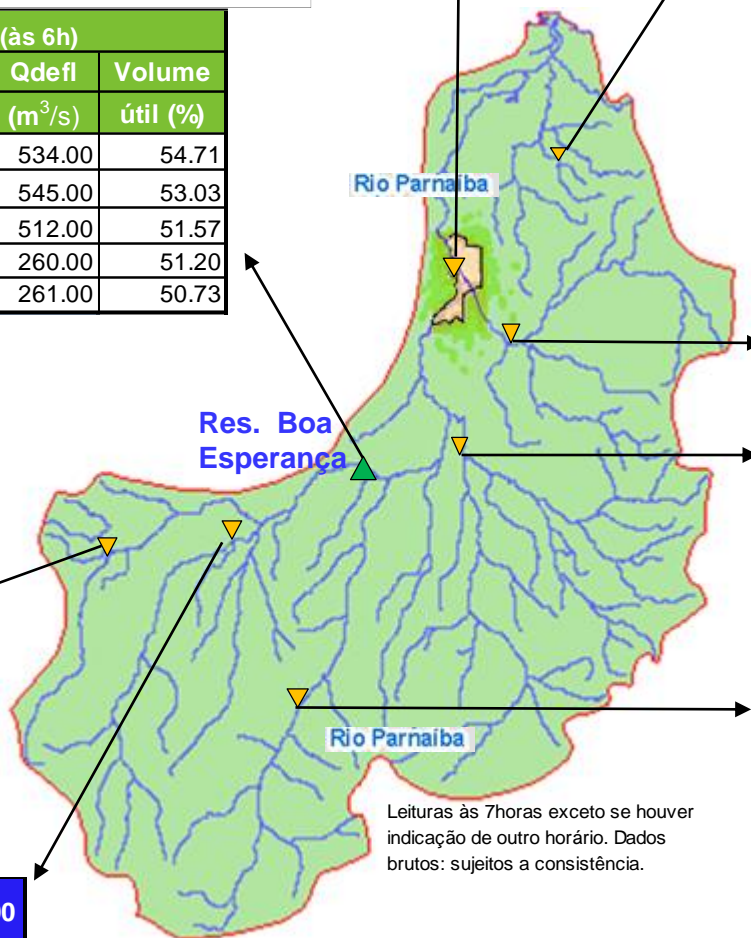 (às 6h)
Qdefl Volume
(m³/s) útil (%)
534.00 54.71
545.00 53.03
512.00 51.57
260.00 51.20
261.00 50.73
Rio Parnaíba
Res. Boa
Esperança
Rio Parnaíba
Leituras às 7horas exceto se houver
indicação de outro horário. Dados
brutos: sujeitos a consistência.